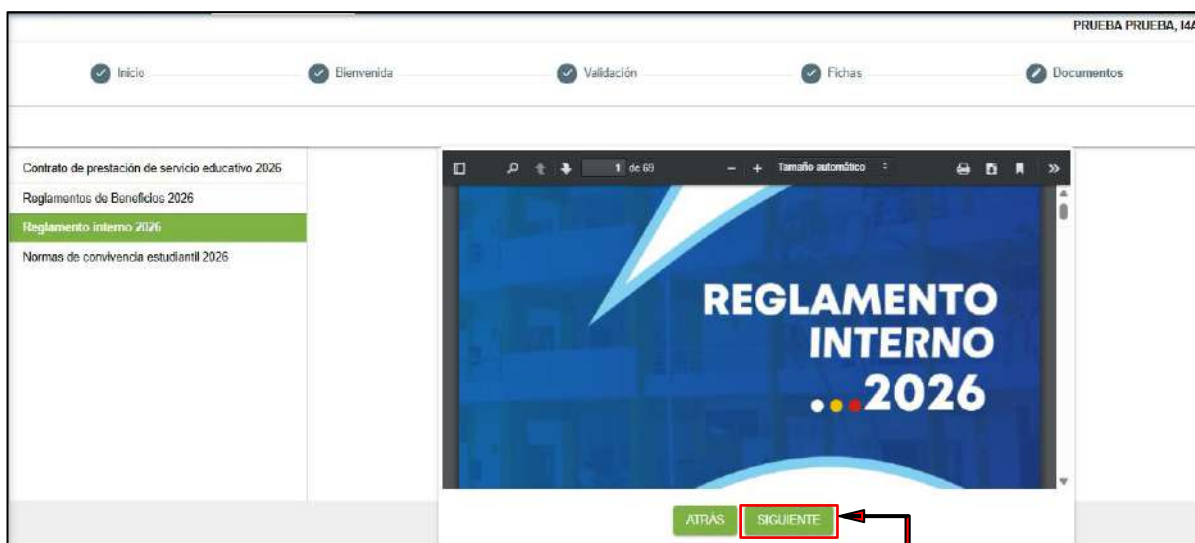 PRUEBA PRUEBA, I4A
Inicio
Bienvenida
Validación
Fichas
Documentos
Contrato de prestación de servicio educativo 2026
Reglamentos de Beneficios 2026
Reglamento interno 2026
Normas de convivencia estudiantil 2026
1 de 69
Tamaño automático
REGLAMENTO
INTERNO
2026
ATRÁS
SIGUIENTE